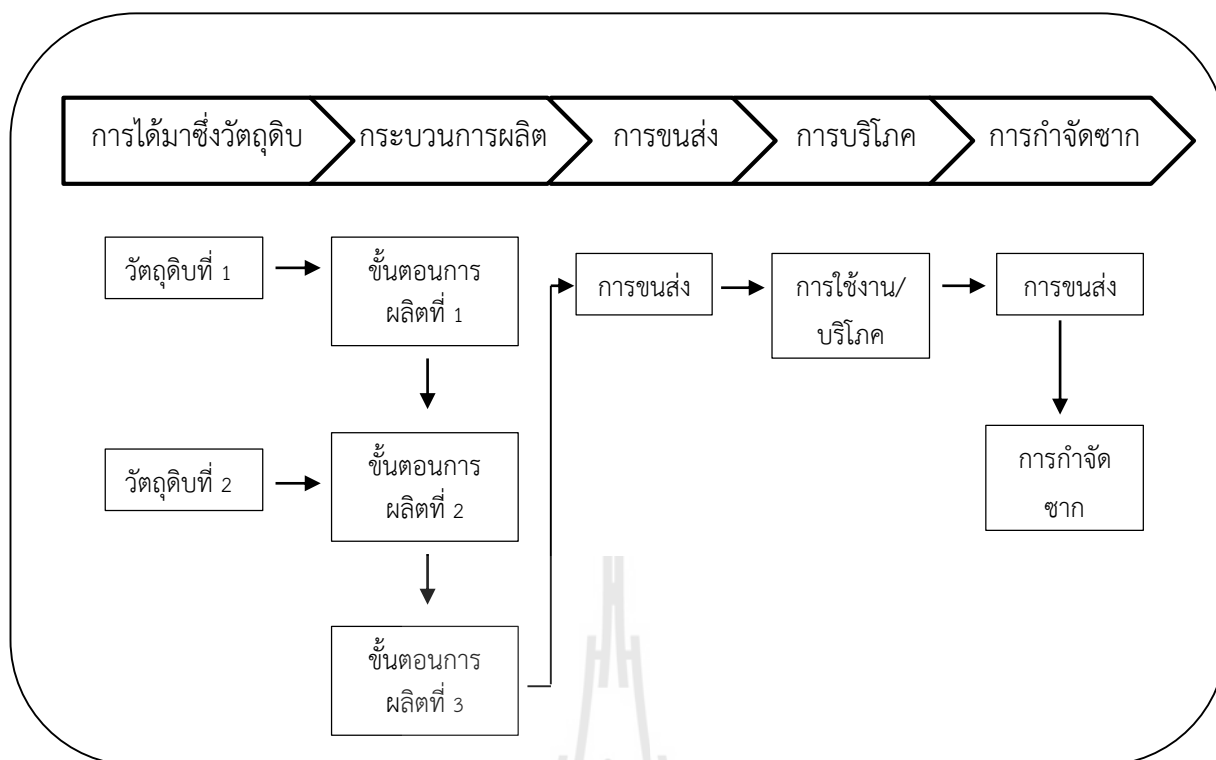 การได้มาซึ่งวัตถุดิบ
กระบวนการผลิต
การขนส่ง
การบริโภค
การกำจัดซาก
วัตถุดิบที่ 1
ขั้นตอนการ
ผลิตที่ 1
การขนส่ง
การใช้งาน/
บริโภค
การขนส่ง
วัตถุดิบที่ 2
ขั้นตอนการ
ผลิตที่ 2
การกำจัด
ซาก
ขั้นตอนการ
ผลิตที่ 3